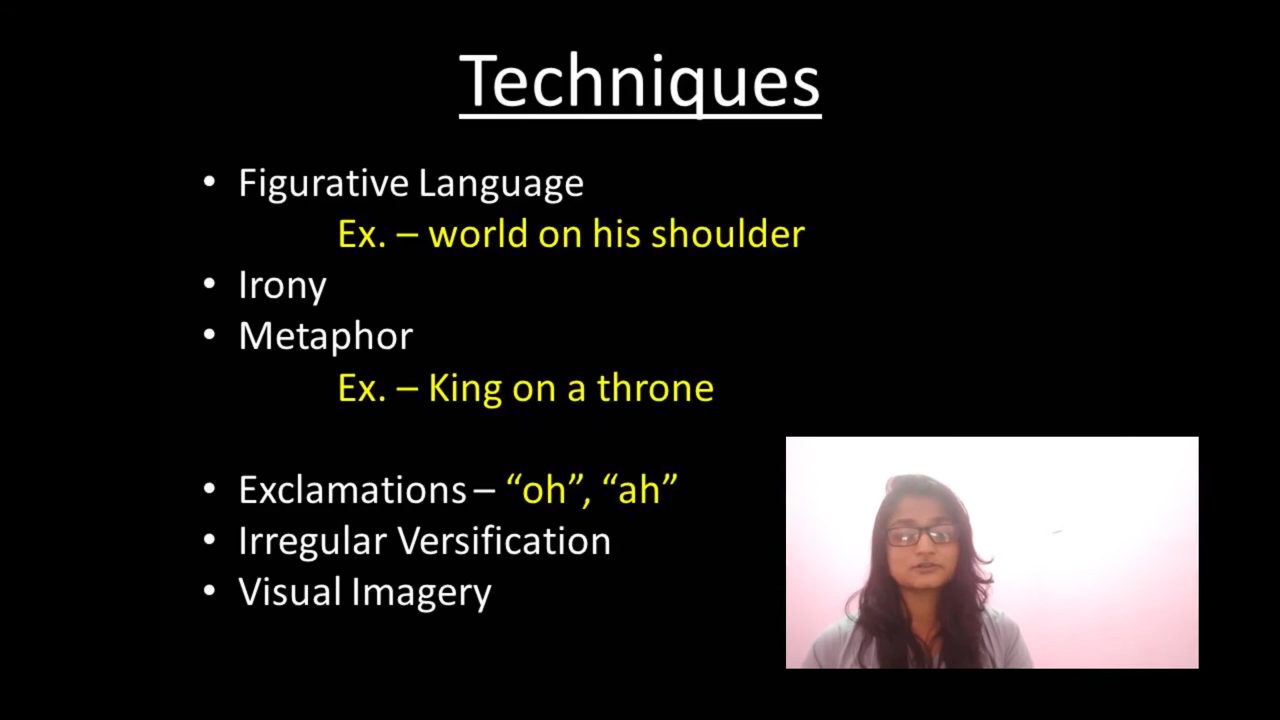 Techniques
• Figurative Language
Ex. – world on his shoulder
• Irony
• Metaphor
Ex. – King on a throne
• Exclamations – “oh”, “ah”
• Irregular Versification
• Visual Imagery